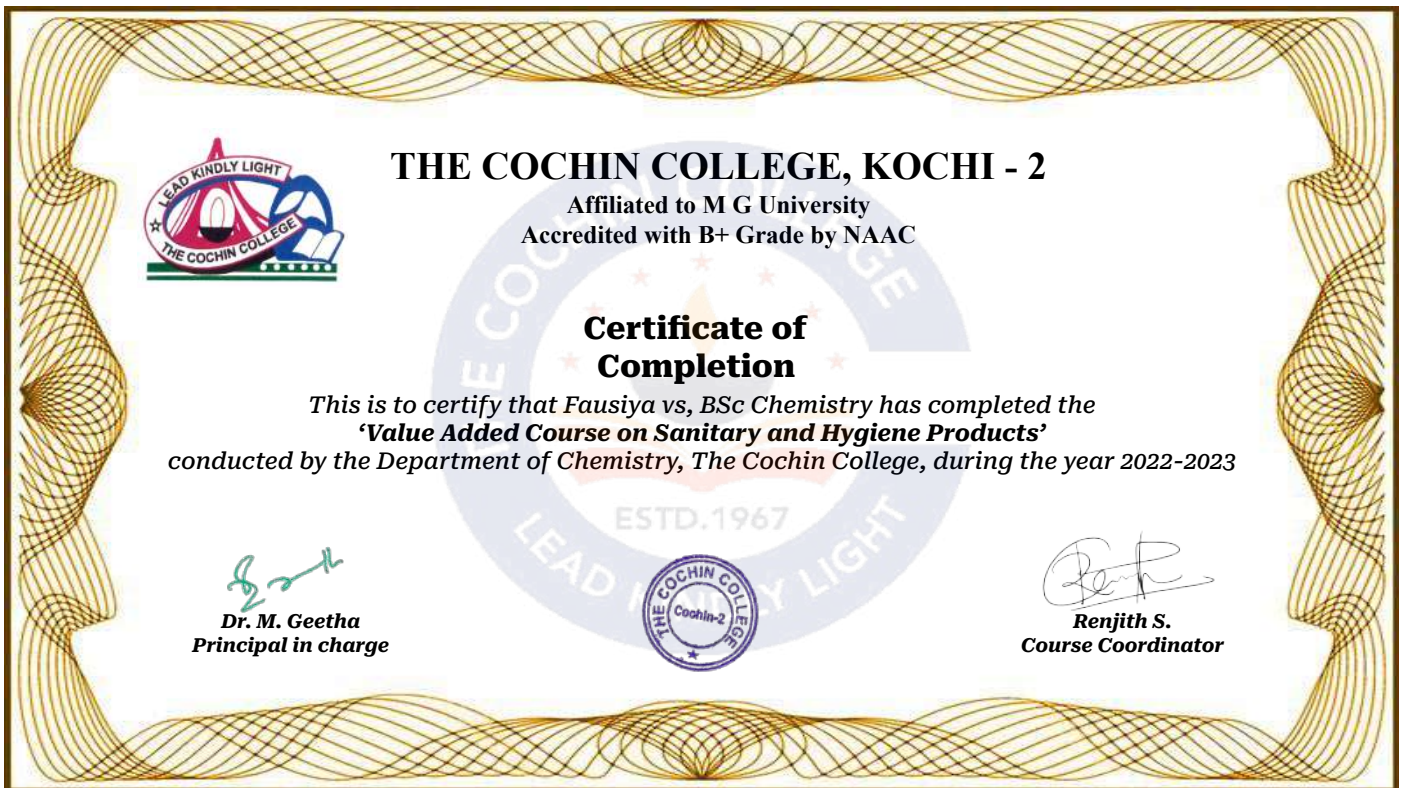 LEAD KINDLY LIGHT
THE COCHIN COLLEGE
THE COCHIN COLLEGE, KOCHI - 2
Affiliated to M G University
Accredited with B+ Grade by NAAC
THE COCHIN COLLEGE
Certificate of
Completion
This is to certify that Fausiya vs, BSc Chemistry has completed the
‘Value Added Course on Sanitary and Hygiene Products’
conducted by the Department of Chemistry, The Cochin College, during the year 2022-2023
ESTD.1967
LEAD KINDLY LIGHT
THE COCHIN COLLEGE
Cochin-2
Dr. M. Geetha
Principal in charge
Renjith S.
Course Coordinator